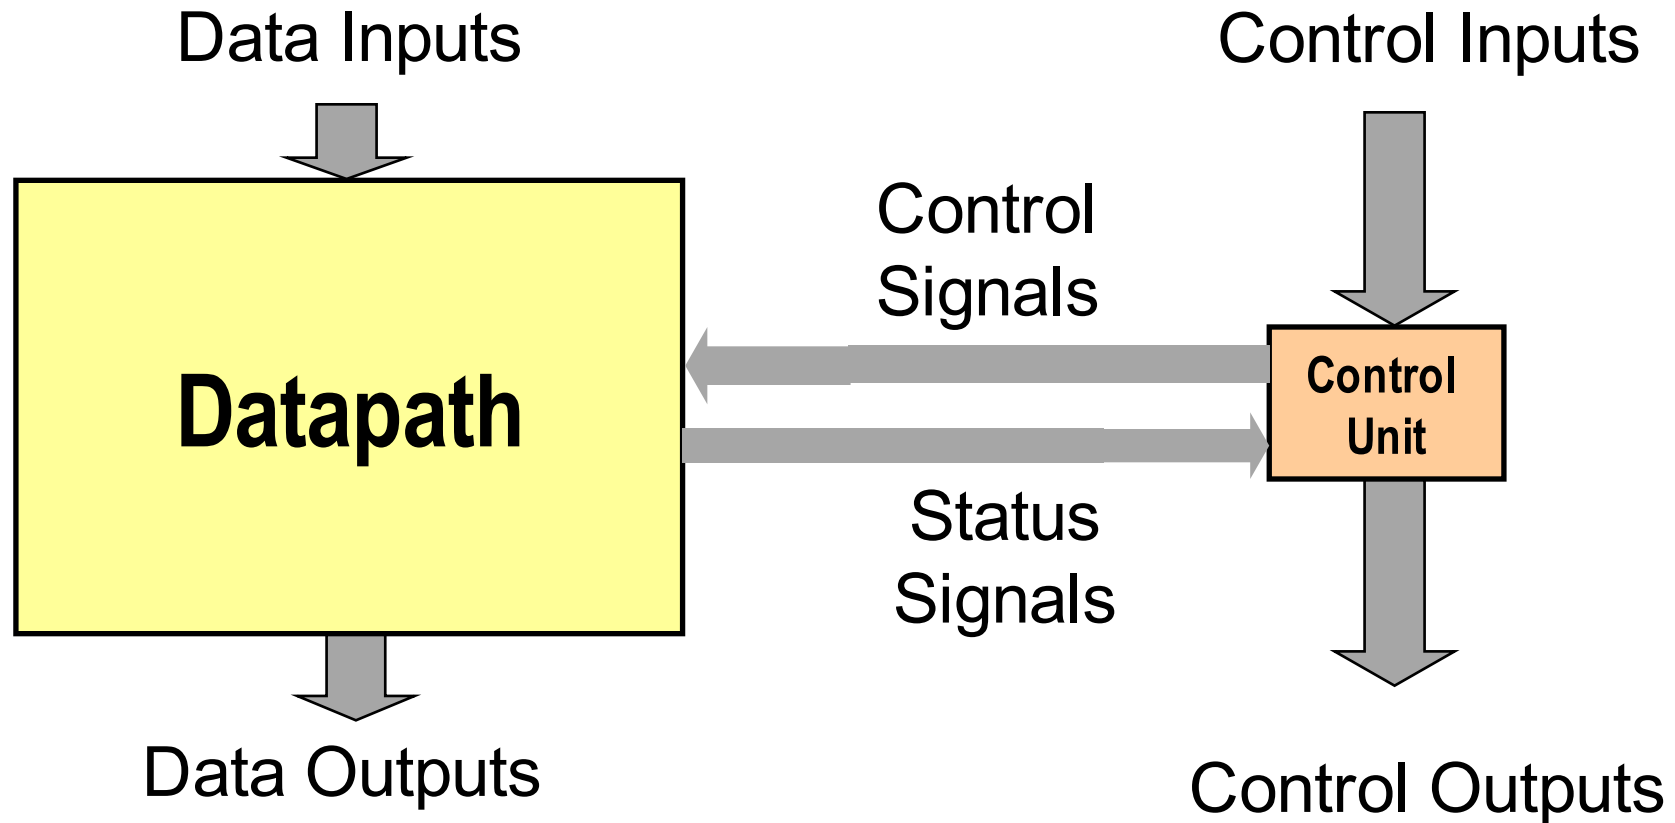 Data Inputs
Control Inputs
Control
Signals
Datapath
Control
Unit
Status
Signals
Data Outputs
Control Outputs